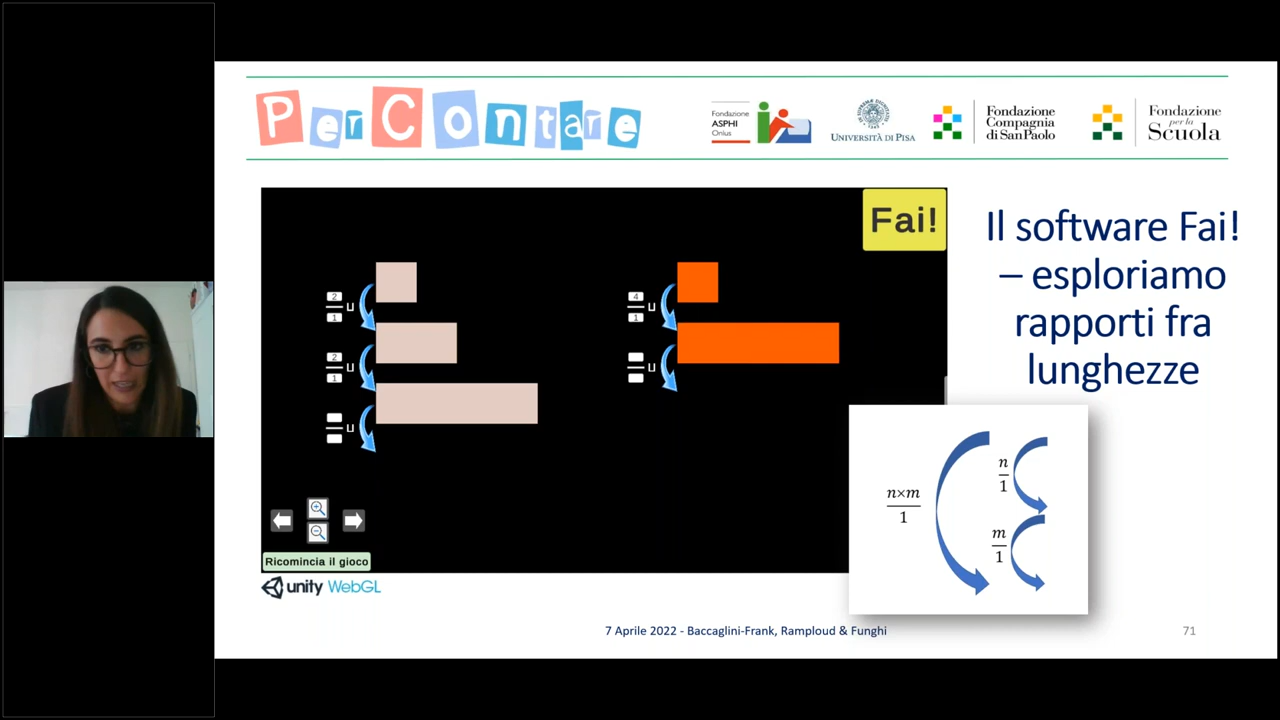 PerContare
Fondazione
ASPHI
Onlus
UNIVERSITÀ DI PISA
Fondazione
Compagnia
di San Paolo
Fondazione
per la
Scuola
Fai!
2
1
u
2
1
u
u
4
1
u
u
Ricomincia il gioco
unity WebGL
Il software Fai!
– esploriamo
rapporti fra
lunghezze
n×m
1
n
1
m
1
7 Aprile 2022 - Baccaglini-Frank, Ramploud & Funghi
71